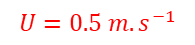 U = 0.5 m.s⁻¹